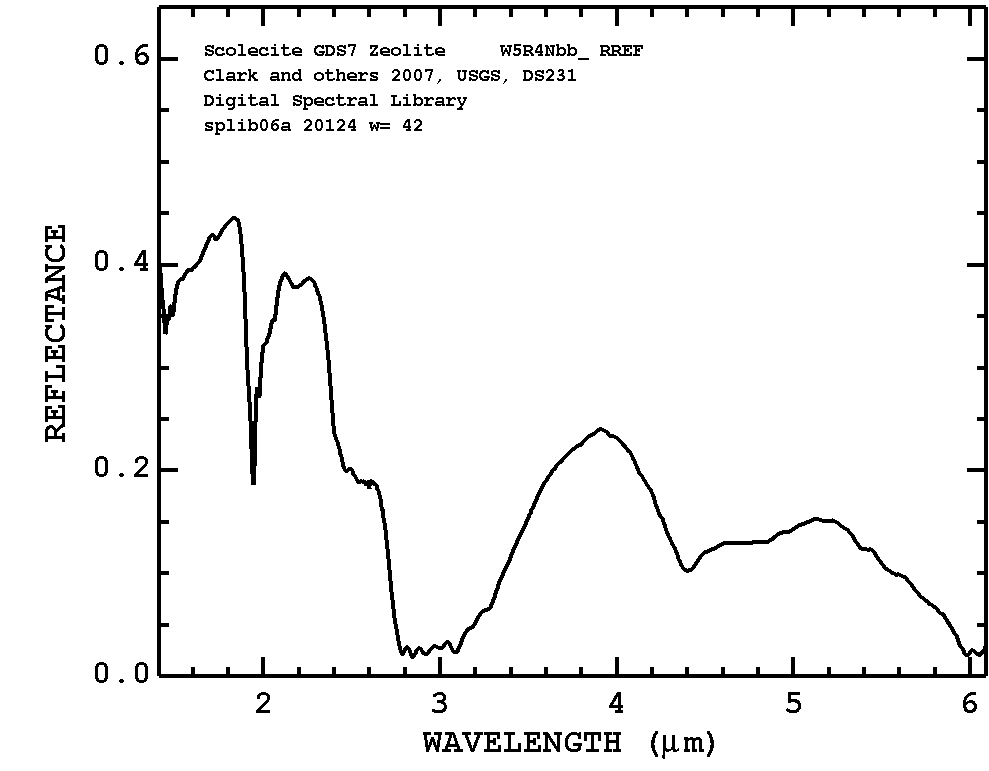 Scolecite GDS7 Zeolite     W5R4Nbb_ RREF
Clark and others 2007, USGS, DS231
Digital Spectral Library
splib06a 20124 w= 42
0.6
0.4
0.2
0.0
REFLECTANCE
2 3 4 5 6
WAVELENGTH (μm)